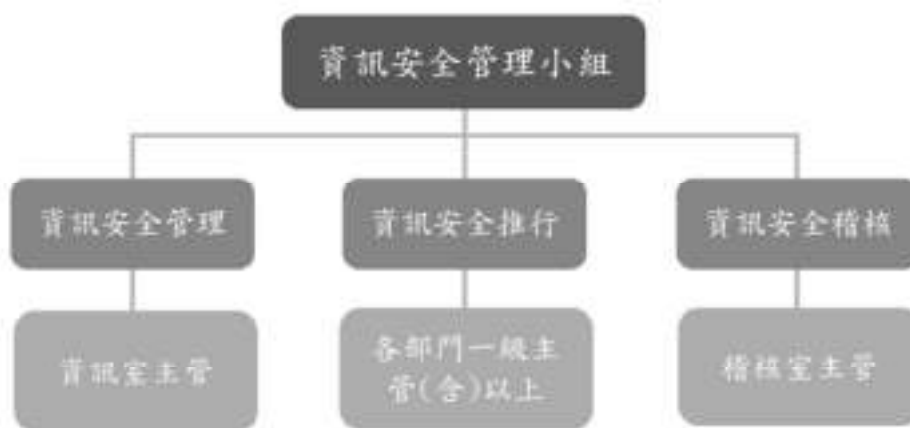 資訊安全管理小組
資訊安全管理
資訊安全推行
資訊安全稽核
資訊室主管
各部門一級主
管(含)以上
稽核室主管